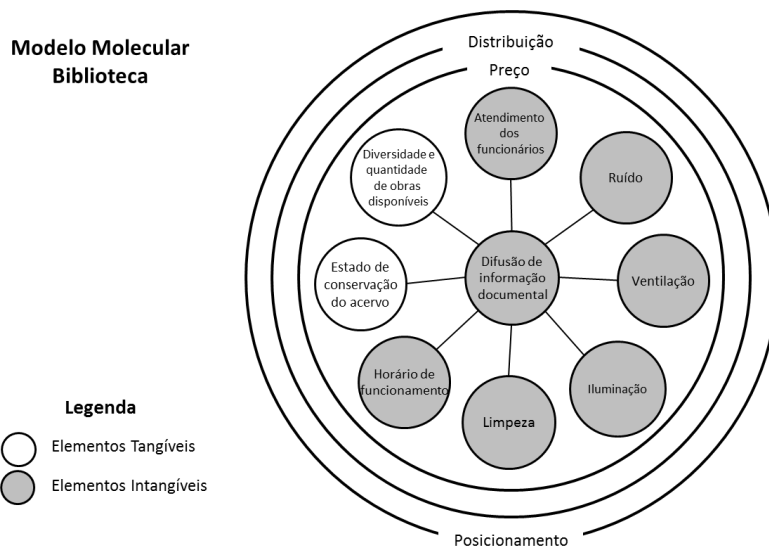 Modelo Molecular
Biblioteca
Distribuição
Preço
Atendimento
dos
funcionários
Diversidade e
quantidade
de obras
disponíveis
Ruído
Difusão de
informação
documental
Estado de
conservação
do acervo
Ventilação
Horário de
funcionamento
Iluminação
Limpeza
Legenda
Elementos Tangíveis
Elementos Intangíveis
Posicionamento